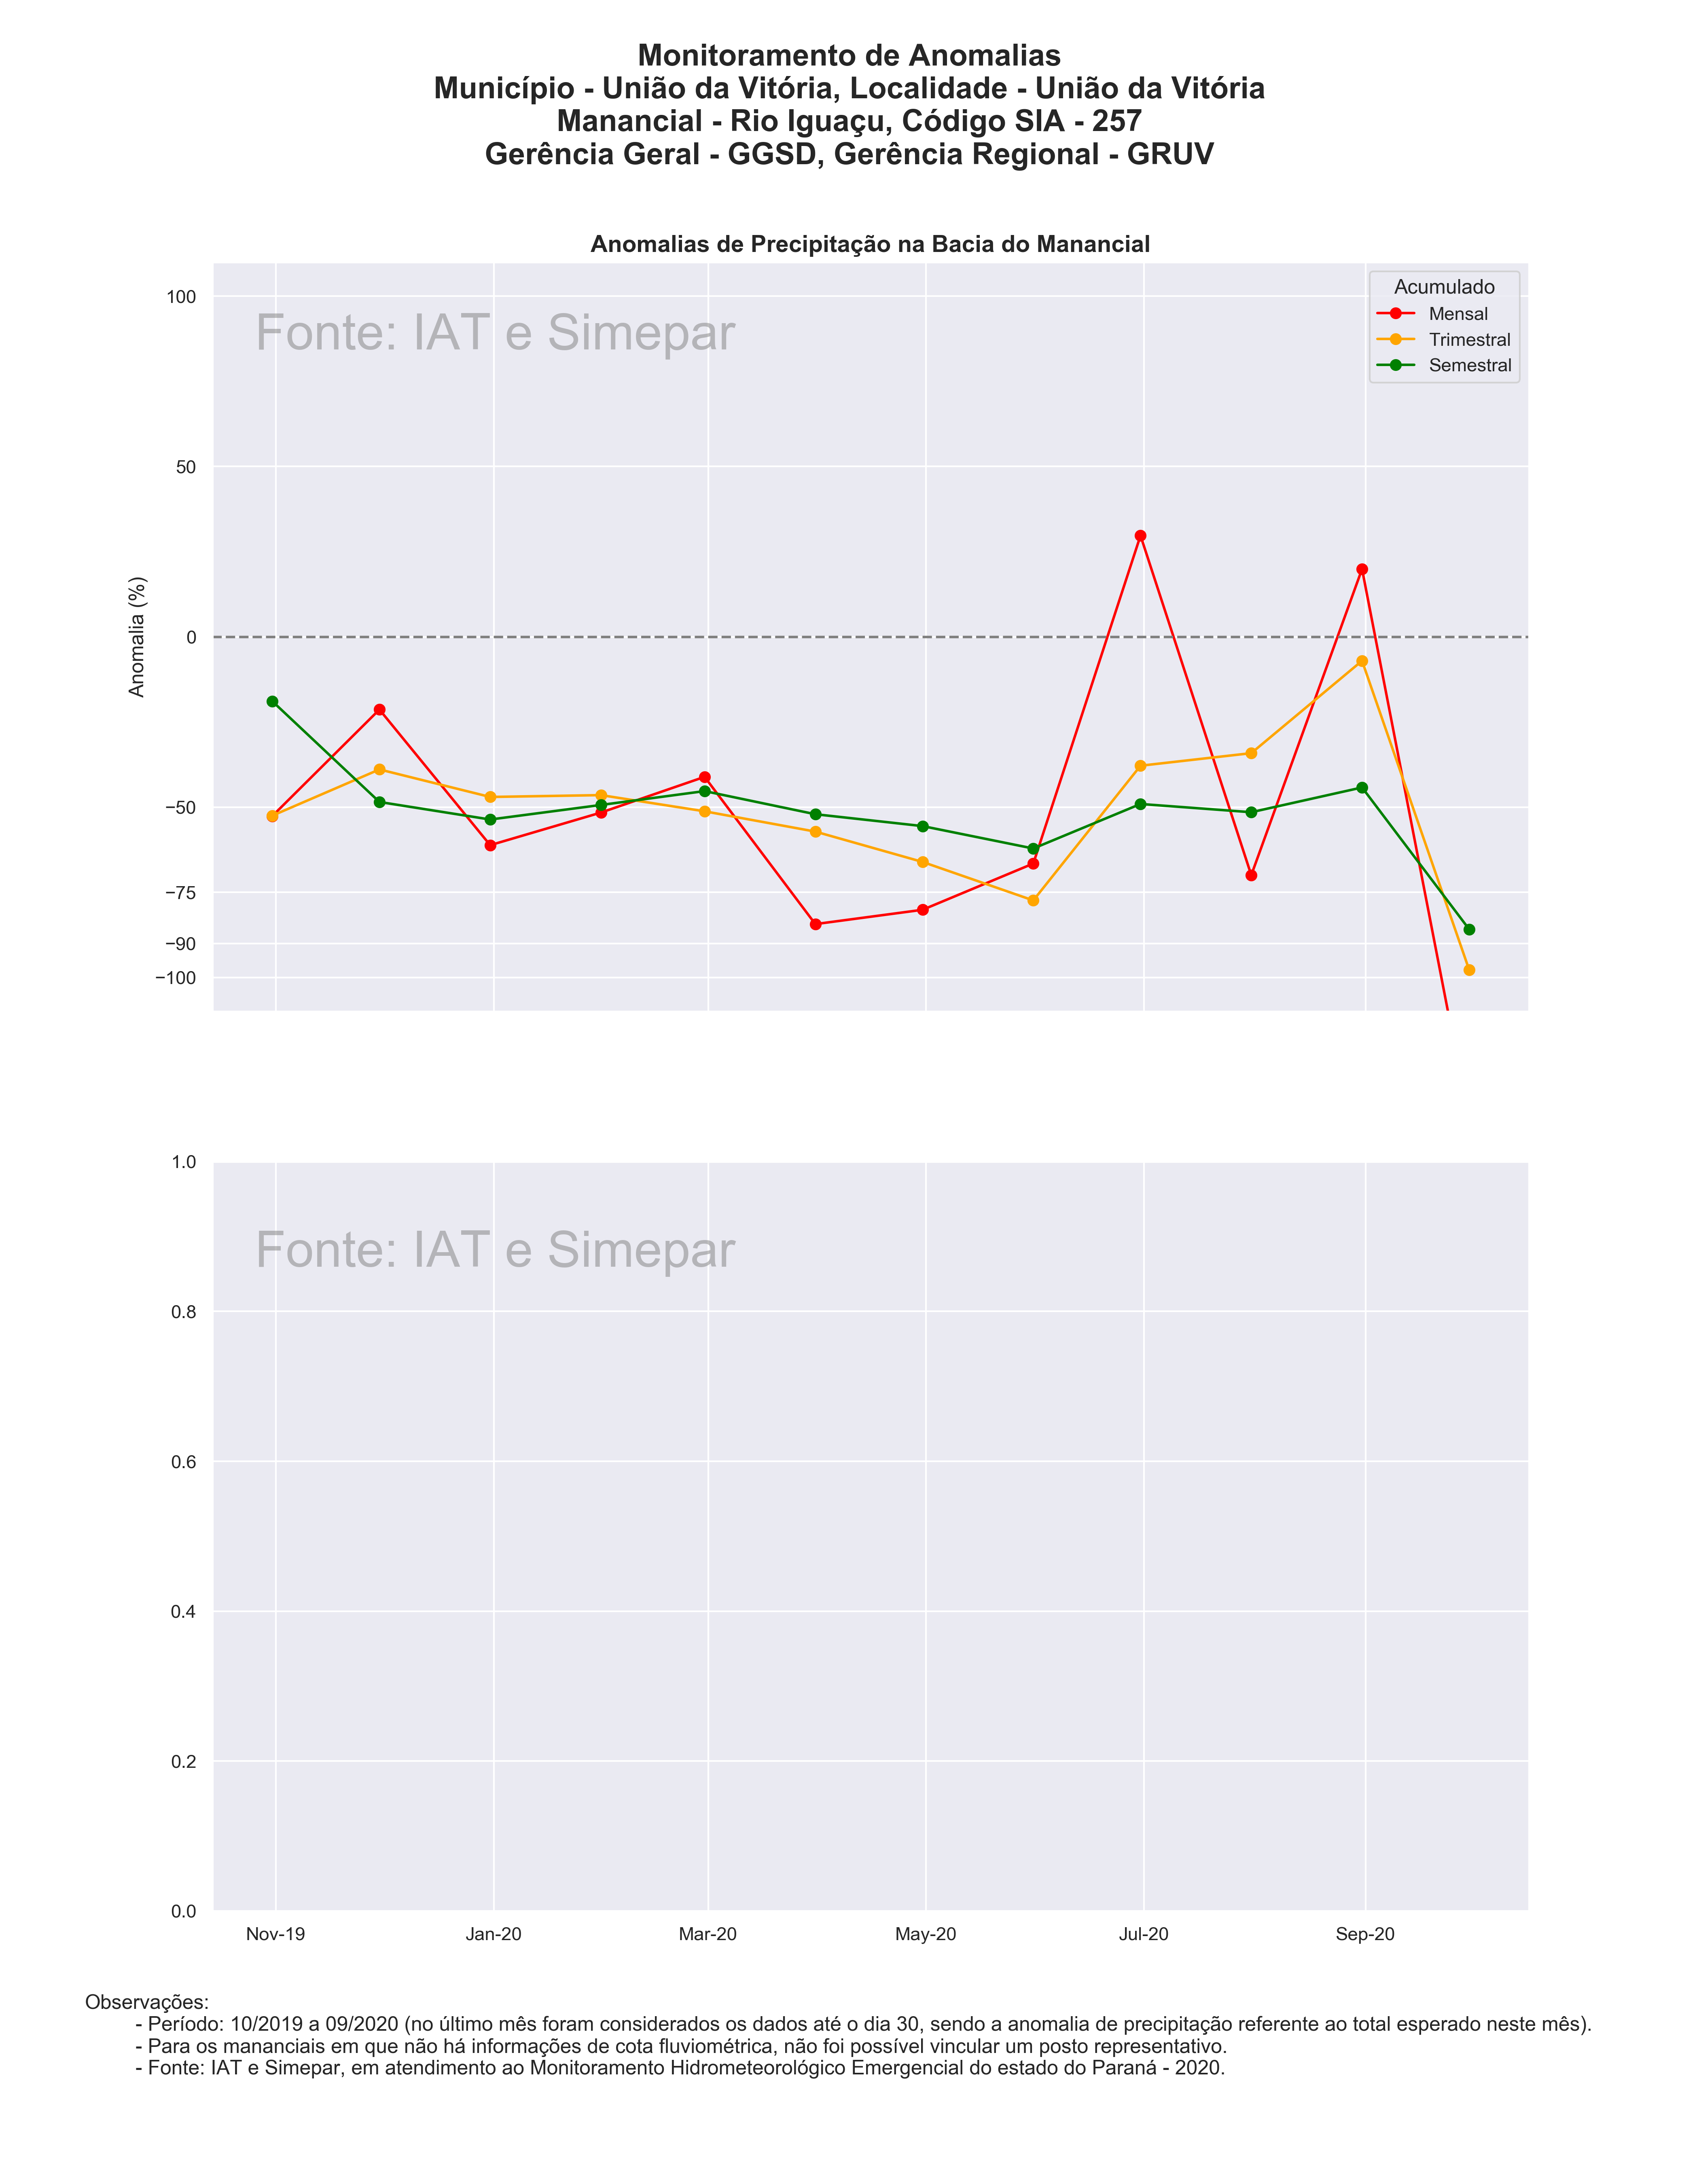 Monitoramento de Anomalias
Município - União da Vitória, Localidade - União da Vitória
Manancial - Rio Iguaçu, Código SIA - 257
Gerência Geral - GGSD, Gerência Regional - GRUV
Anomalias de Precipitação na Bacia do Manancial
Fonte: IAT e Simepar
Acumulado
Mensal
Trimestral
Semestral
Anomalia (%)
100
50
0
−50
−75
−90
−100
Fonte: IAT e Simepar
1.0
0.8
0.6
0.4
0.2
0.0
Nov-19 Jan-20 Mar-20 May-20 Jul-20 Sep-20
Observações:
- Período: 10/2019 a 09/2020 (no último mês foram considerados os dados até o dia 30, sendo a anomalia de precipitação referente ao total esperado neste mês).
- Para os mananciais em que não há informações de cota fluviométrica, não foi possível vincular um posto representativo.
- Fonte: IAT e Simepar, em atendimento ao Monitoramento Hidrometeorológico Emergencial do estado do Paraná - 2020.